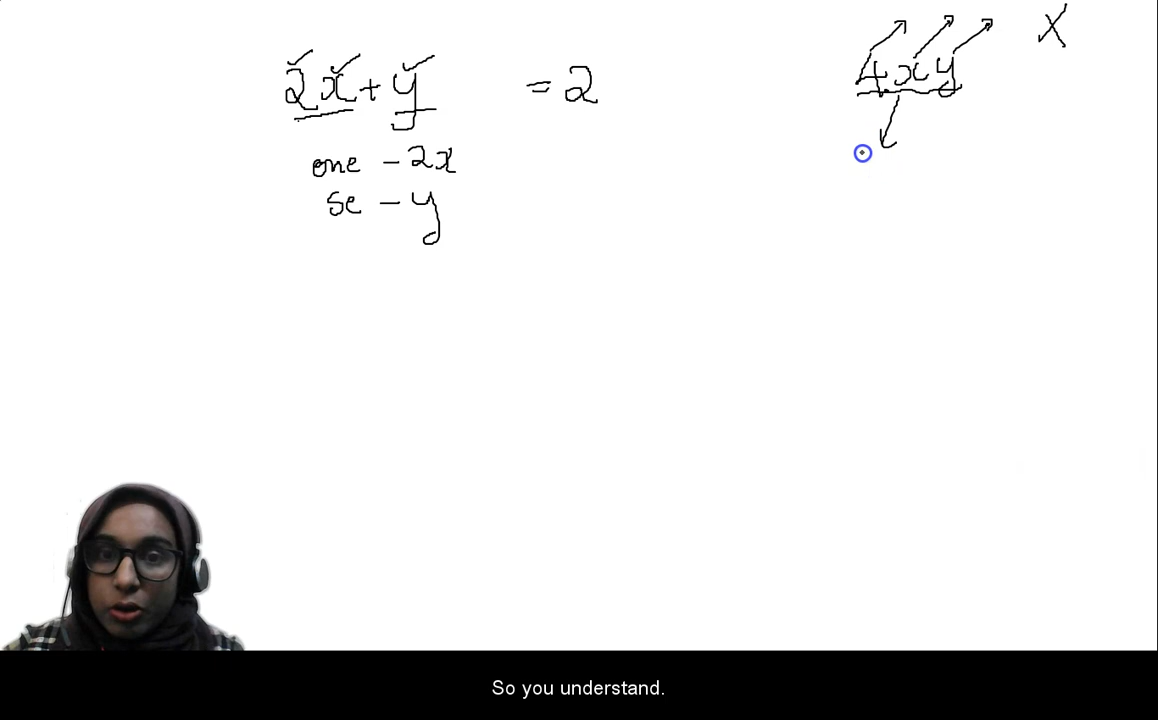 2x + y = 2
one - 2x
se - y
4xy
X
So you understand.